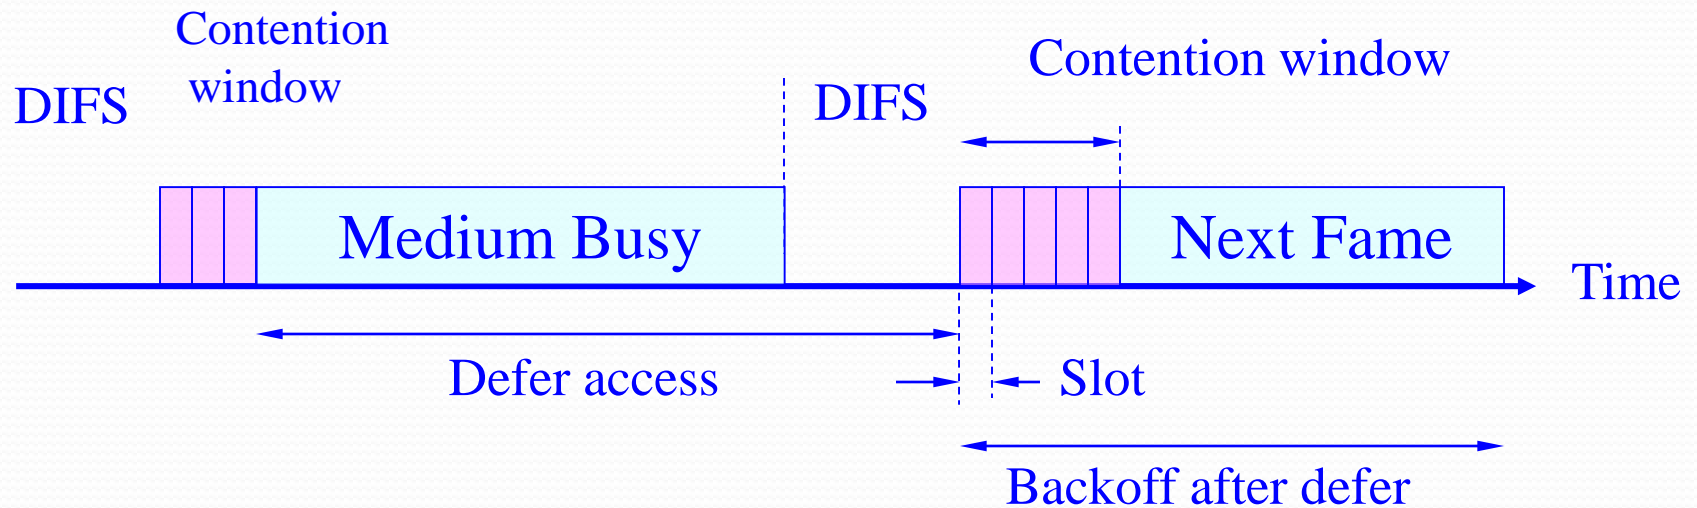 Contention
window
Contention window
DIFS
DIFS
Medium Busy
Next Fame
Time
Defer access
Slot
Backoff after defer